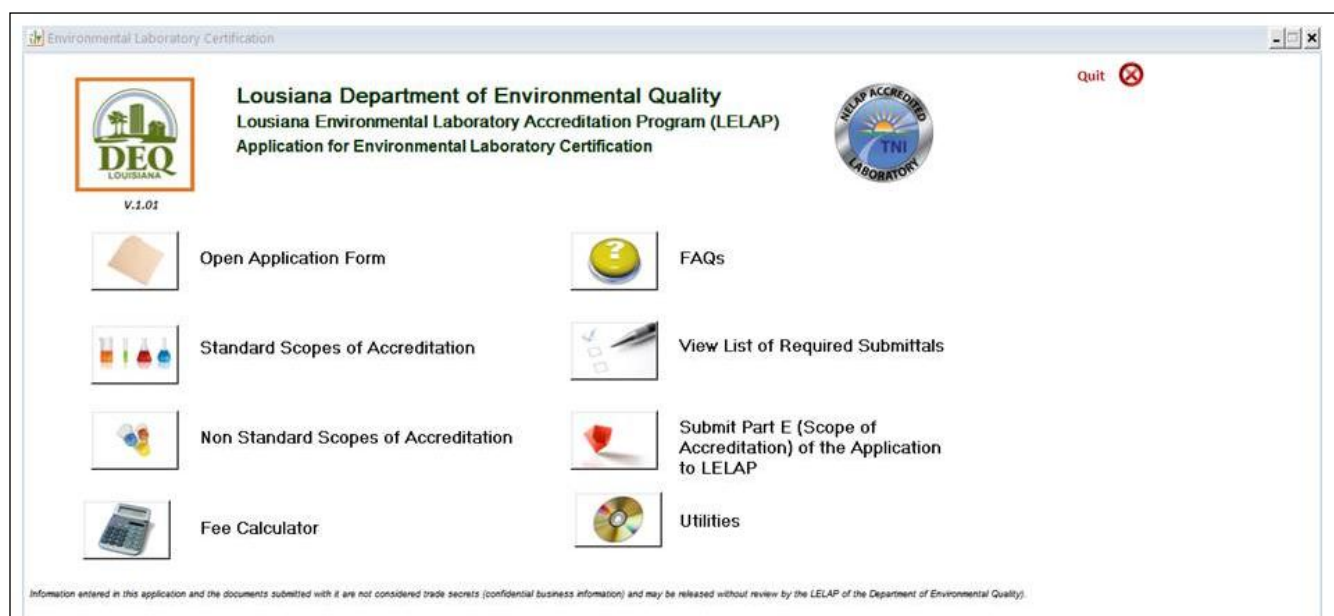 Environmental Laboratory Certification
Quit
Lousiana Department of Environmental Quality
Lousiana Environmental Laboratory Accreditation Program (LELAP)
Application for Environmental Laboratory Certification
DEQ
LOUISIANA
NELAP ACCREDITED
TNI
LABORATORY
V.1.01
Open Application Form
FAQs
Standard Scopes of Accreditation
View List of Required Submittals
Non Standard Scopes of Accreditation
Submit Part E (Scope of
Accreditation) of the Application
to LELAP
Fee Calculator
Utilities
Information entered in this application and the documents submitted with it are not considered trade secrets (confidential business information) and may be released without review by the LELAP of the Department of Environmental Quality).